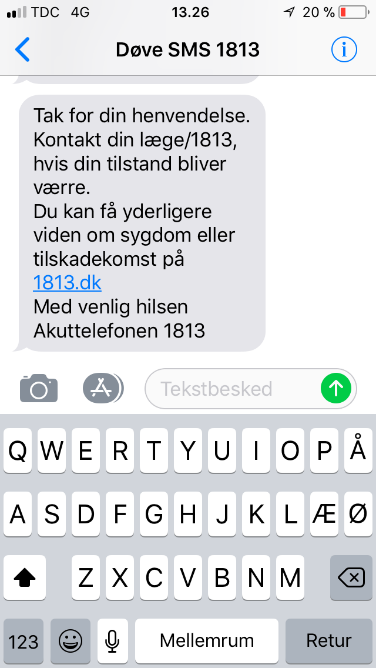 TDC 4G 13.26 20 %
Døve SMS 1813
Tak for din henvendelse.
Kontakt din læge/1813,
hvis din tilstand bliver
værre.
Du kan få yderligere
viden om sygdom eller
tilskadekomst på
1813.dk
Med venlig hilsen
Akuttelefonen 1813
Tekstbesked
Q W E R T Y U I O P Å
A S D F G H J K L Æ Ø
Z X C V B N M
123 Mellemrum Retur